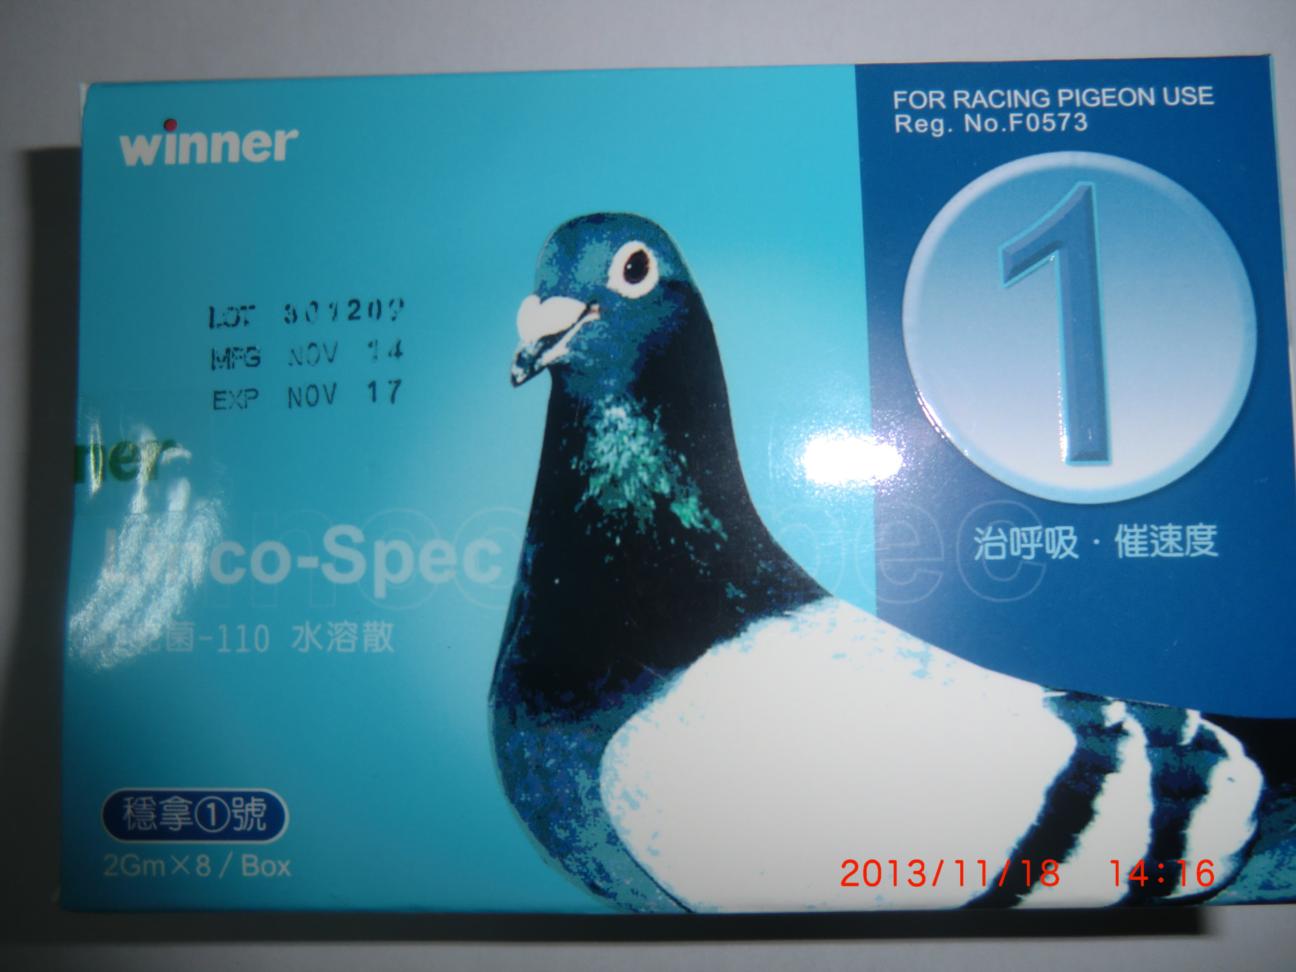 winner
FOR RACING PIGEON USE
Reg. No.F0573
1
LOT 301209
MFG NOV 14
EXP NOV 17
ner
治呼吸·催速度
Linco-Spec
菌-110 水溶散
穩拿①號
2Gm×8 / Box
2013/11/18 14:16